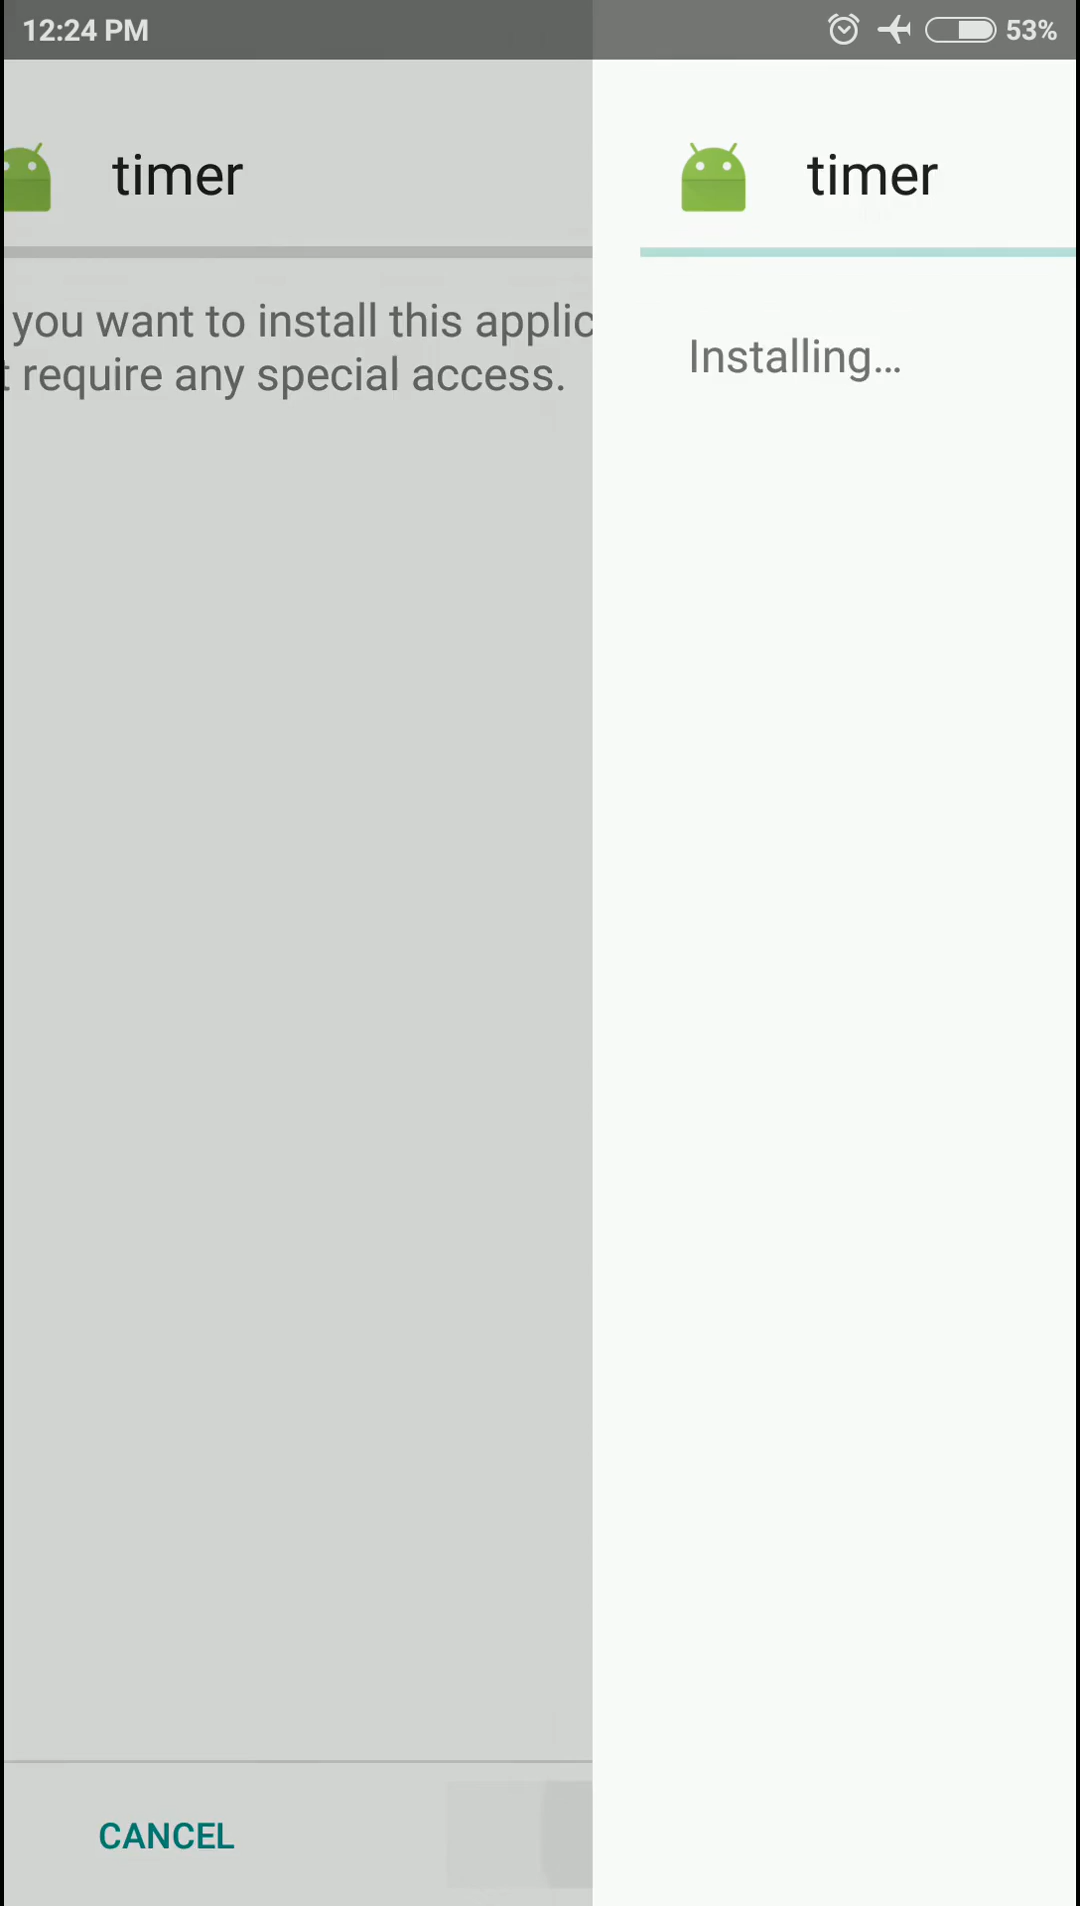 12:24 PM 53%
timer
you want to install this applic
require any special access.
CANCEL
timer
Installing...